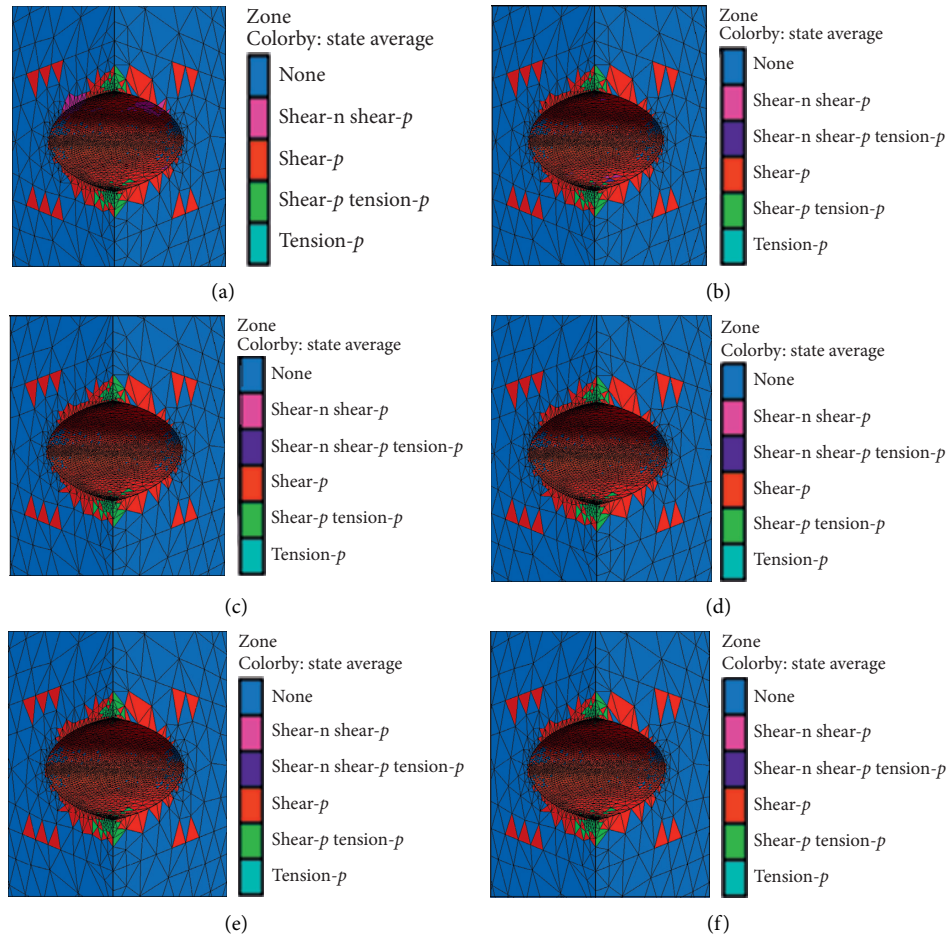 Zone
Colorby: state average
None
Shear-n shear-p
Shear-p
Shear-p tension-p
Tension-p
(a)
Zone
Colorby: state average
None
Shear-n shear-p
Shear-n shear-p tension-p
Shear-p
Shear-p tension-p
Tension-p
(b)
Zone
Colorby: state average
None
Shear-n shear-p
Shear-n shear-p tension-p
Shear-p
Shear-p tension-p
Tension-p
(c)
Zone
Colorby: state average
None
Shear-n shear-p
Shear-n shear-p tension-p
Shear-p
Shear-p tension-p
Tension-p
(d)
Zone
Colorby: state average
None
Shear-n shear-p
Shear-n shear-p tension-p
Shear-p
Shear-p tension-p
Tension-p
(e)
Zone
Colorby: state average
None
Shear-n shear-p
Shear-n shear-p tension-p
Shear-p
Shear-p tension-p
Tension-p
(f)